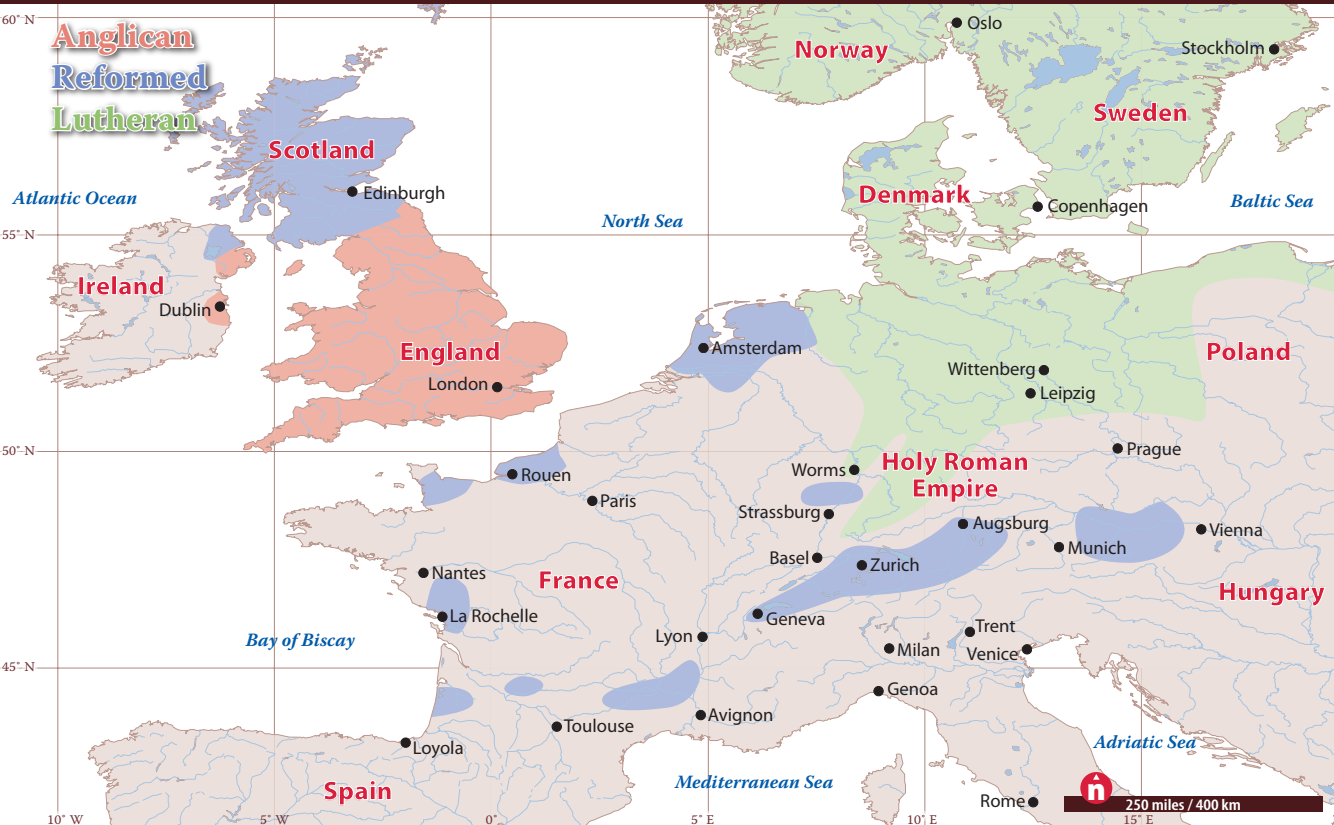 60° N
Anglican
Reformed
Lutheran
Norway
Oslo
Stockholm
Sweden
Scotland
Edinburgh
Atlantic Ocean
North Sea
Denmark
Copenhagen
Baltic Sea
55° N
Ireland
Dublin
England
London
Amsterdam
Wittenberg
Leipzig
Poland
50° N
Rouen
Paris
Worms
Holy Roman
Empire
Prague
Strassburg
Augsburg
Munich
Vienna
Basel
Zurich
Nantes
France
Hungary
La Rochelle
Geneva
Bay of Biscay
Lyon
Trent
Milan
Venice
45° N
Genoa
Avignon
Toulouse
Loyola
Adriatic Sea
Spain
Mediterranean Sea
Rome
n
250 miles / 400 km
10° W
5° W
0°
5° E
10° E
15° E